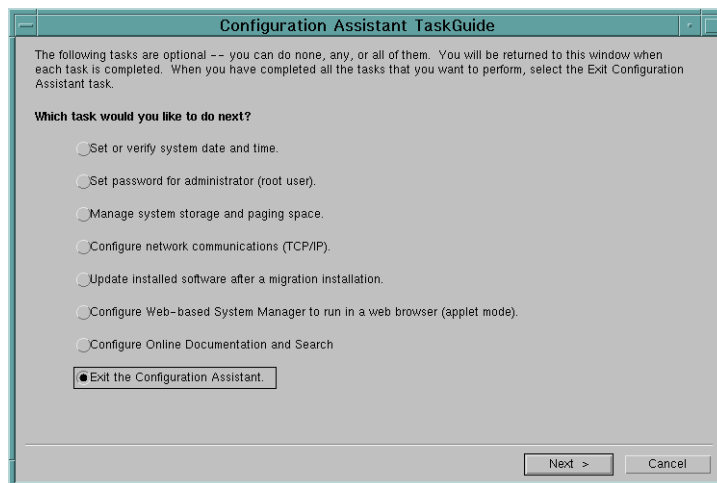 Configuration Assistant TaskGuide
The following tasks are optional -- you can do none, any, or all of them. You will be returned to this window when
each task is completed. When you have completed all the tasks that you want to perform, select the Exit Configuration
Assistant task.
Which task would you like to do next?
Set or verify system date and time.
Set password for administrator (root user).
Manage system storage and paging space.
Configure network communications (TCP/IP).
Update installed software after a migration installation.
Configure Web-based System Manager to run in a web browser (applet mode).
Configure Online Documentation and Search
Exit the Configuration Assistant.
Next >
Cancel